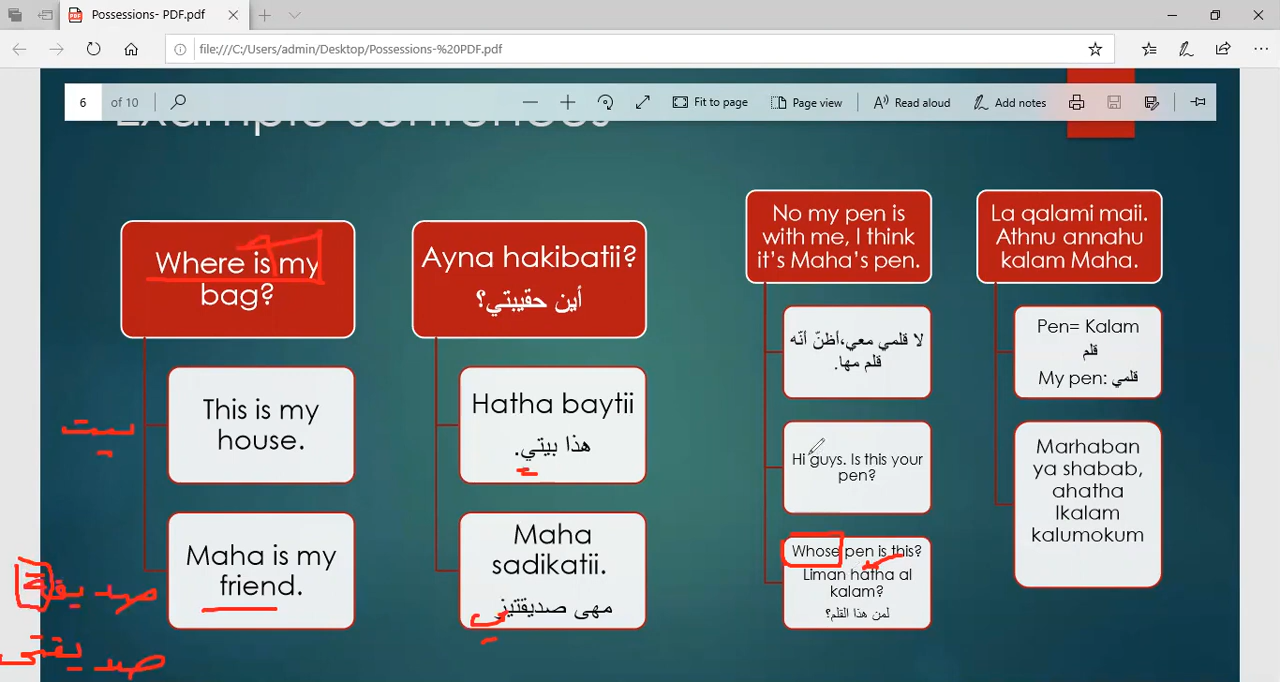 Possessions- PDF.pdf
file:///C:/Users/admin/Desktop/Possessions-%20PDF.pdf
6 of 10
Fit to page
Page view
Read aloud
Add notes
Example sentences
Where is my
bag?
This is my
house.
Maha is my
friend.
Ayna hakibatii?
أين حقيبتي؟
Hatha baytii
هذا بيتي.
Maha
sadikatii.
مهى صديقتيز
No my pen is
with me, I think
it's Maha's pen.
لا قلمي معي،أظنّ أنّه
قلم مها.
Hi guys. Is this your
pen?
Whose pen is this?
Liman hatha al
kalam?
لمن هذا القلم؟
La qalami maii.
Athnu annahu
kalam Maha.
Pen= Kalam
قلم
My pen: قلمي
Marhaban
ya shabab,
ahatha
lkalam
kalumokum
بيت
صديقة
صديقتي